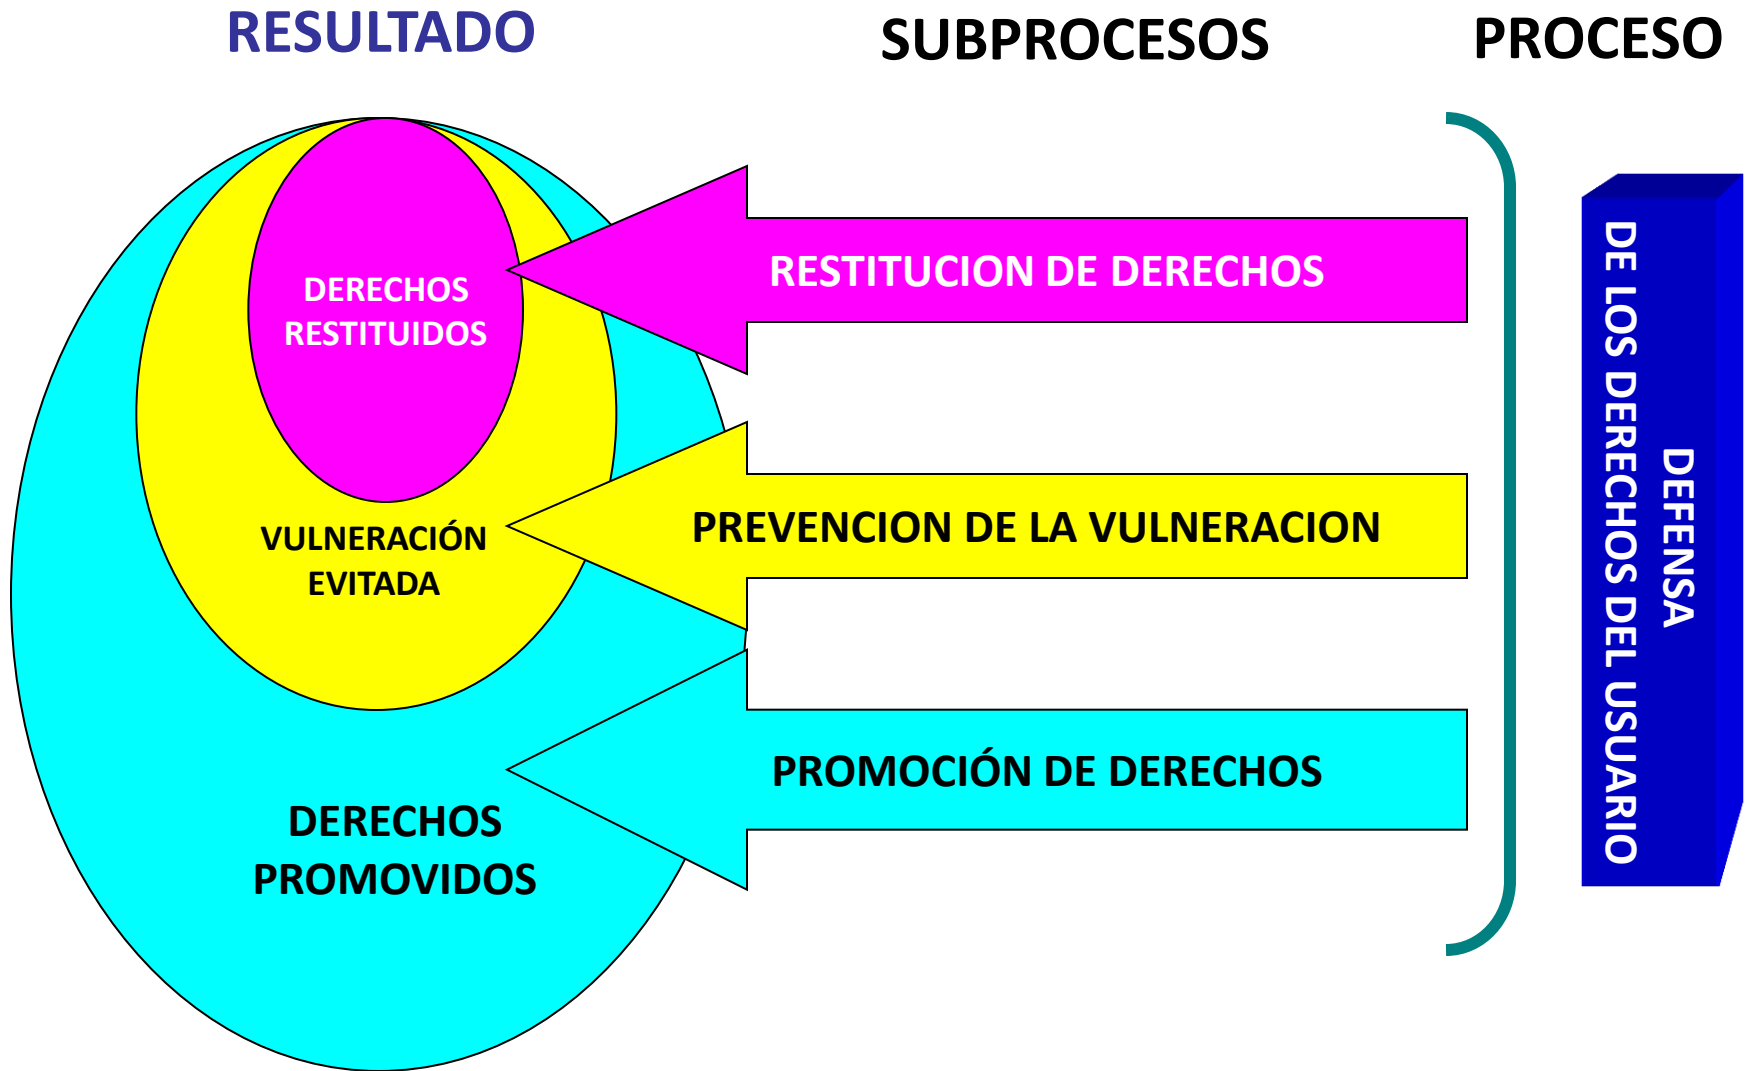 RESULTADO
SUBPROCESOS
PROCESO
DERECHOS
RESTITUIDOS
RESTITUCION DE DERECHOS
VULNERACIÓN
EVITADA
PREVENCION DE LA VULNERACION
DERECHOS
PROMOVIDOS
PROMOCIÓN DE DERECHOS
DEFENSA
DE LOS DERECHOS DEL USUARIO